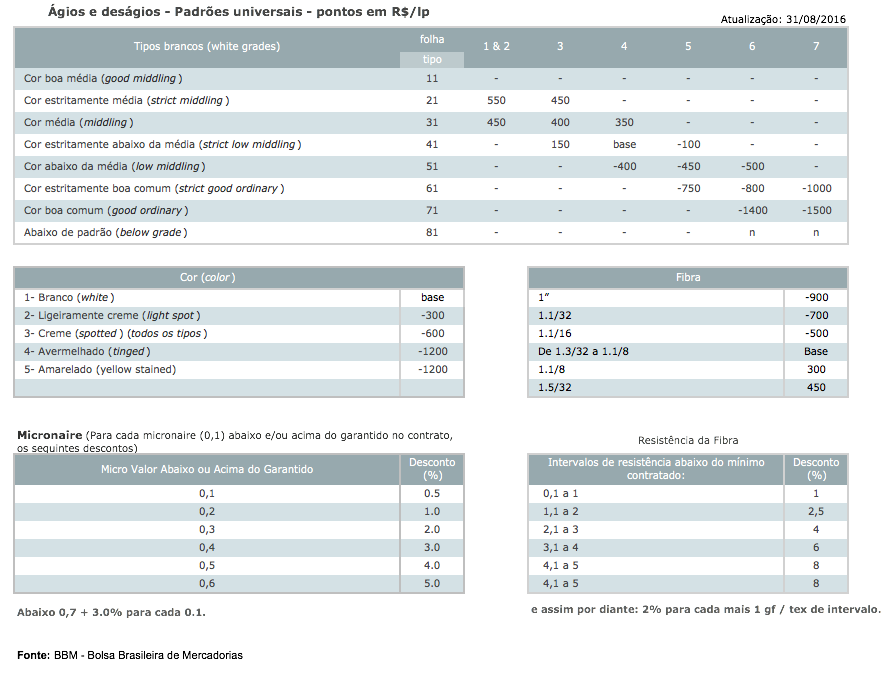 Ágios e deságios - Padrões universais - pontos em R$/lp
Atualização: 31/08/2016
Tipos brancos (white grades) folha tipo 1 & 2 3 4 5 6 7
Cor boa média (good middling) 11 - - - - - -
Cor estritamente média (strict middling) 21 550 450 - - - -
Cor média (middling) 31 450 400 350 - - -
Cor estritamente abaixo da média (strict low middling) 41 - 150 base -100 - -
Cor abaixo da média (low middling) 51 - - -400 -450 -500 -
Cor estritamente boa comum (strict good ordinary) 61 - - - -750 -800 -1000
Cor boa comum (good ordinary) 71 - - - - -1400 -1500
Abaixo de padrão (below grade) 81 - - - - n n
Cor (color)
1- Branco (white) base
2- Ligeiramente creme (light spot) -300
3- Creme (spotted) (todos os tipos) -600
4- Avermelhado (tinged) -1200
5- Amarelado (yellow stained) -1200
Fibra
1” -900
1.1/32 -700
1.1/16 -500
De 1.3/32 a 1.1/8 Base
1.1/8 300
1.5/32 450
Micronaire (Para cada micronaire (0,1) abaixo e/ou acima do garantido no contrato,
os seguintes descontos)
Micro Valor Abaixo ou Acima do Garantido Desconto (%)
0,1 0.5
0,2 1.0
0,3 2.0
0,4 3.0
0,5 4.0
0,6 5.0
Abaixo 0,7 + 3.0% para cada 0.1.
Resistência da Fibra
Intervalos de resistência abaixo do mínimo contratado: Desconto (%)
0,1 a 1 1
1,1 a 2 2,5
2,1 a 3 4
3,1 a 4 6
4,1 a 5 8
4,1 a 5 8
e assim por diante: 2% para cada mais 1 gf / tex de intervalo.
Fonte: BBM - Bolsa Brasileira de Mercadorias